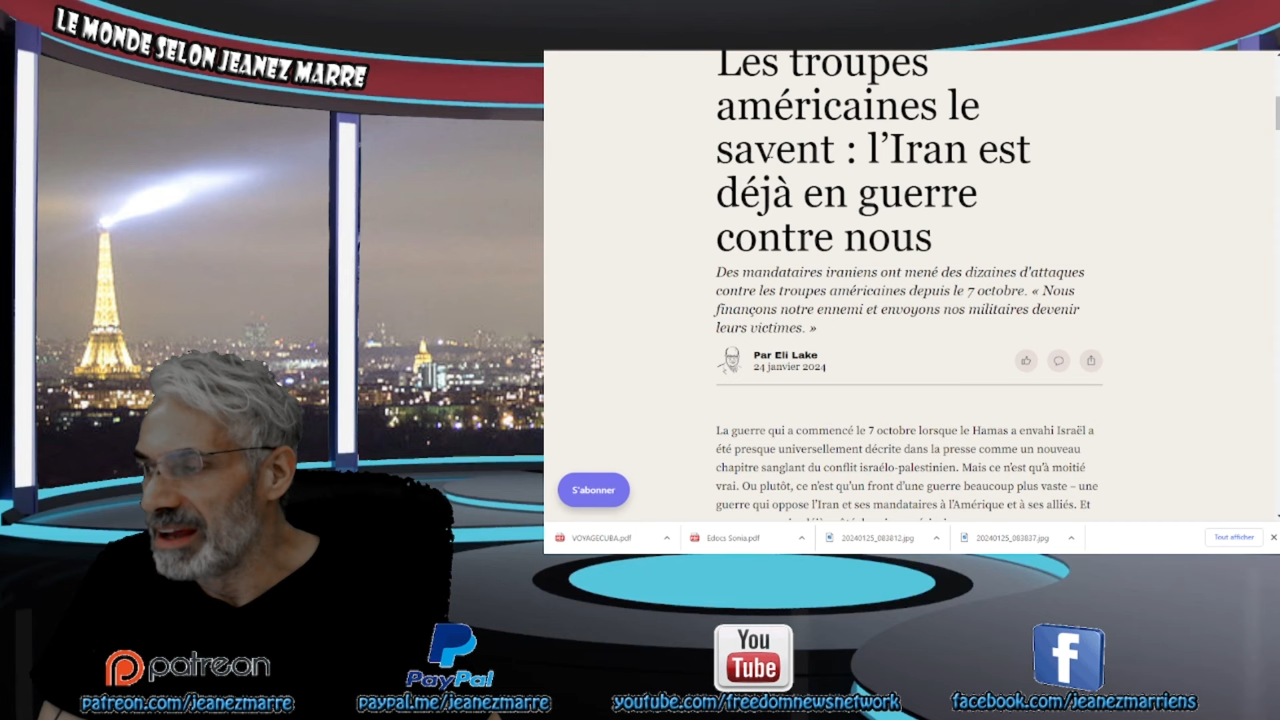 LE MONDE SELON JEANEZ MARRE
Les troupes
américaines le
savent : l'Iran est
déjà en guerre
contre nous
Des mandataires iraniens ont mené des dizaines d'attaques
contre les troupes américaines depuis le 7 octobre. « Nous
finançons notre ennemi et envoyons nos militaires devenir
leurs victimes. »
Par Eli Lake
24 janvier 2024
La guerre qui a commencé le 7 octobre lorsque le Hamas a envahi Israël a
été presque universellement décrite dans la presse comme un nouveau
chapitre sanglant du conflit israélo-palestinien. Mais ce n'est qu'à moitié
vrai. Ou plutôt, ce n'est qu'un front d'une guerre beaucoup plus vaste – une
guerre qui oppose l'Iran et ses mandataires à l'Amérique et à ses alliés. Et
S'abonner
VOYAGECUBA.pdf
Edocs Sonia.pdf
20240125_083812.jpg
20240125_083837.jpg
Tout afficher
patreon
PayPal
You
Tube
f
patreon.com/jeanezmarre
paypal.me/jeanezmarre
youtube.com/freedomnewsnetwork
facebook.com/jeanezmarriens